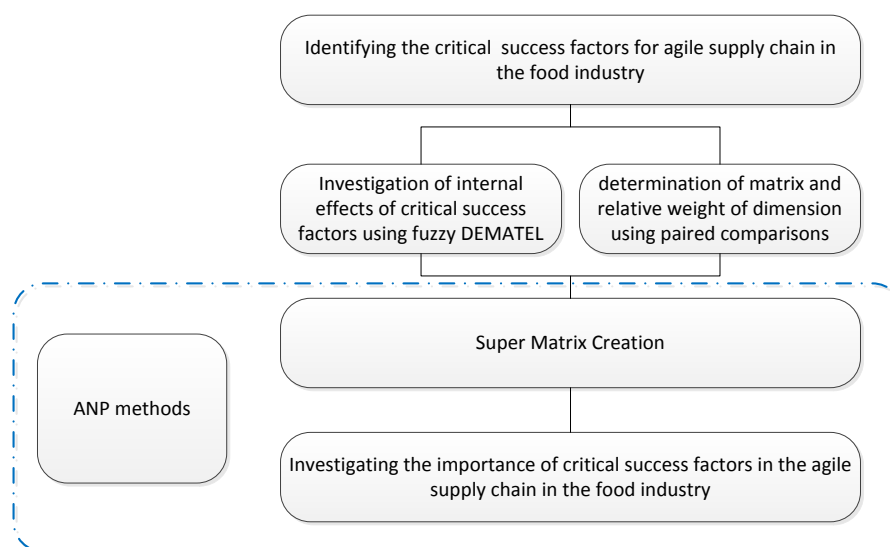 Identifying the critical success factors for agile supply chain in
the food industry
Investigation of internal
effects of critical success
factors using fuzzy DEMATEL
determination of matrix and
relative weight of dimension
using paired comparisons
Super Matrix Creation
ANP methods
Investigating the importance of critical success factors in the agile
supply chain in the food industry